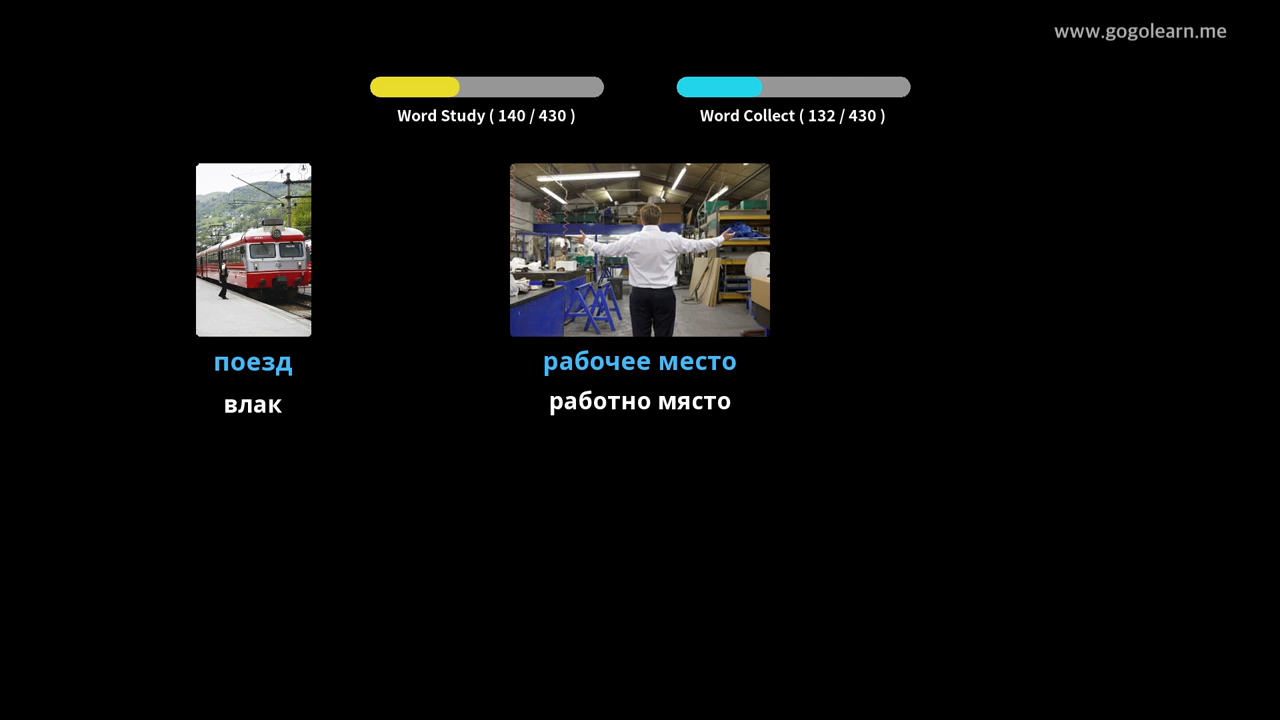 www.gogolearn.me
Word Study ( 140 / 430 )
Word Collect ( 132 / 430 )
поезд
влак
рабочее место
работно място